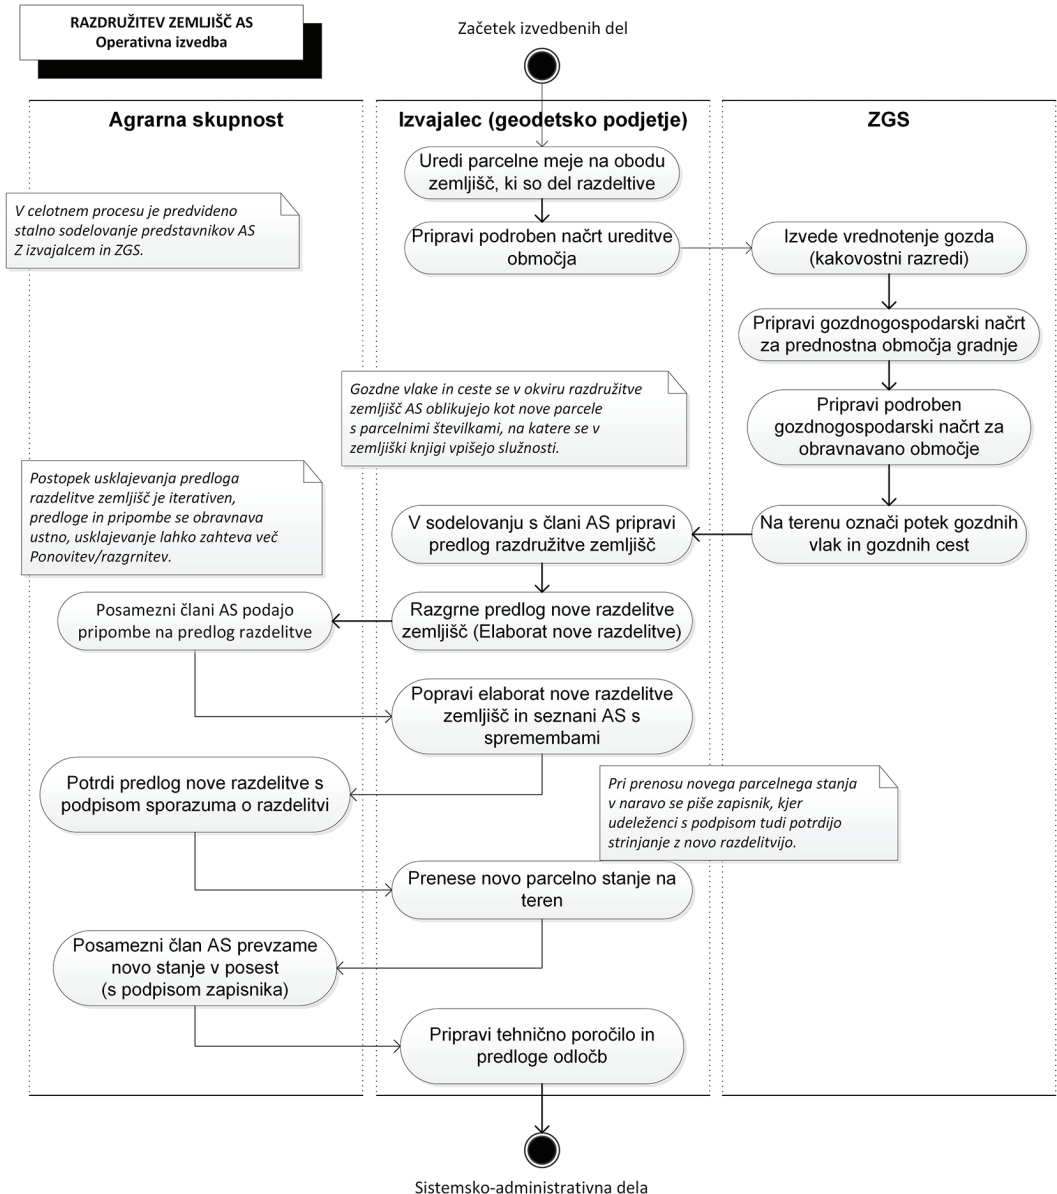 RAZDRUŽITEV ZEMLJIŠČ AS
Operativna izvedba
Začetek izvedbenih del
Agrarna skupnost
Izvajalec (geodetsko podjetje)
ZGS
Uredi parcelne meje na obodu
zemljišč, ki so del razdeltive
V celotnem procesu je predvideno
stalno sodelovanje predstavnikov AS
Z izvajalcem in ZGS.
Pripravi podroben načrt ureditve
območja
Izvede vrednotenje gozda
(kakovostni razredi)
Pripravi gozdnogospodarski načrt
za prednostna območja gradnje
Gozdne vlake in ceste se v okviru razdružitve
zemljišč AS oblikujejo kot nove parcele
s parcelnimi številkami, na katere se v
zemljiški knjigi vpišejo služnosti.
Pripravi podroben
gozdnogospodarski načrt za
obravnavano območje
Postopek usklajevanja predloga
razdelitve zemljišč je iterativen,
predloge in pripombe se obravnava
ustno, usklajevanje lahko zahteva več
Ponovitev/razgrnitev.
V sodelovanju s člani AS pripravi
predlog razdružitve zemljišč
Na terenu označi potek gozdnih
vlak in gozdnih cest
Posamezni člani AS podajo
pripombe na predlog razdelitve
Razgrne predlog nove razdelitve
zemljišč (Elaborat nove razdelitve)
Popravi elaborat nove razdelitve
zemljišč in seznani AS s
spremembami
Potrdi predlog nove razdelitve s
podpisom sporazuma o razdelitvi
Pri prenosu novega parcelnega stanja
v naravo se piše zapisnik, kjer
udeleženci s podpisom tudi potrdijo
strinjanje z novo razdelitvijo.
Prenese novo parcelno stanje na
teren
Posamezni član AS prevzame
novo stanje v posest
(s podpisom zapisnika)
Pripravi tehnično poročilo in
predloge odločb
Sistemsko-administrativna dela